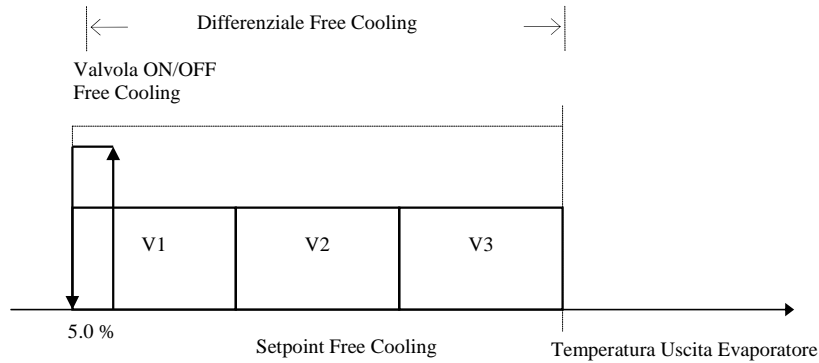 Differenziale Free Cooling
Valvola ON/OFF
Free Cooling
V1
V2
V3
5.0 %
Setpoint Free Cooling
Temperatura Uscita Evaporatore